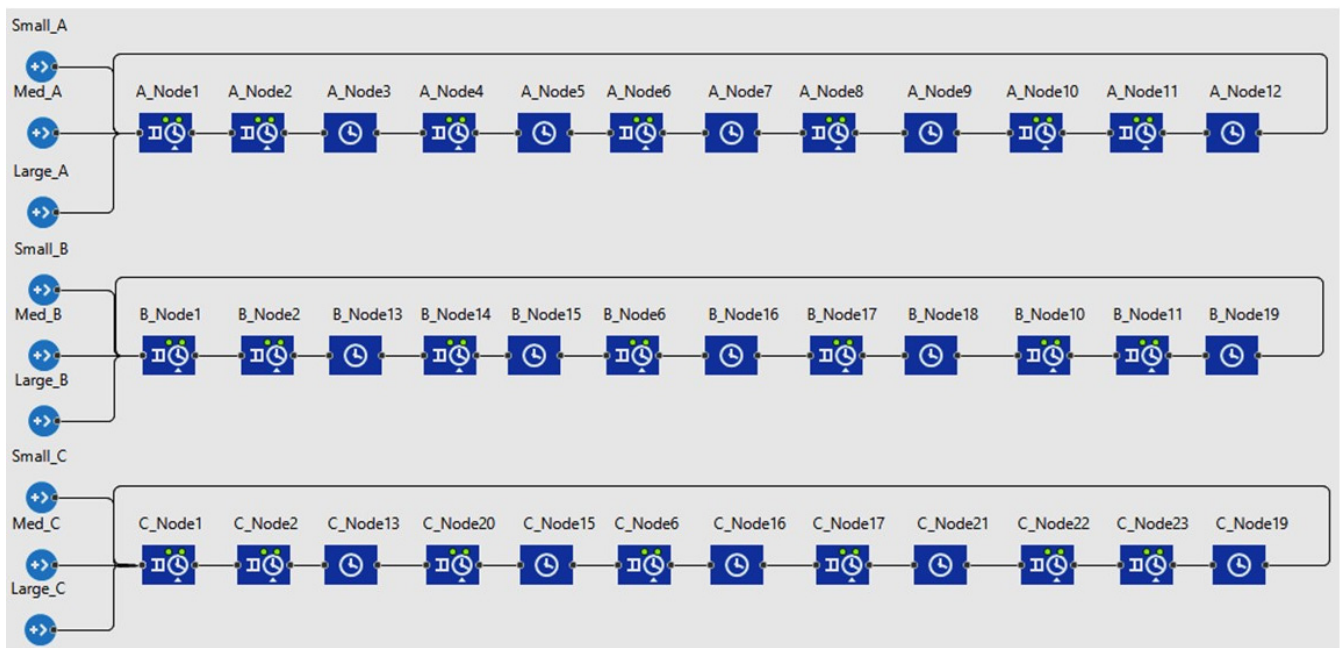 Small_A
Med_A
A_Node1 A_Node2 A_Node3 A_Node4 A_Node5 A_Node6 A_Node7 A_Node8 A_Node9 A_Node10 A_Node11 A_Node12
Large_A
Small_B
Med_B
B_Node1 B_Node2 B_Node13 B_Node14 B_Node15 B_Node6 B_Node16 B_Node17 B_Node18 B_Node10 B_Node11 B_Node19
Large_B
Small_C
Med_C
C_Node1 C_Node2 C_Node13 C_Node20 C_Node15 C_Node6 C_Node16 C_Node17 C_Node21 C_Node22 C_Node23 C_Node19
Large_C